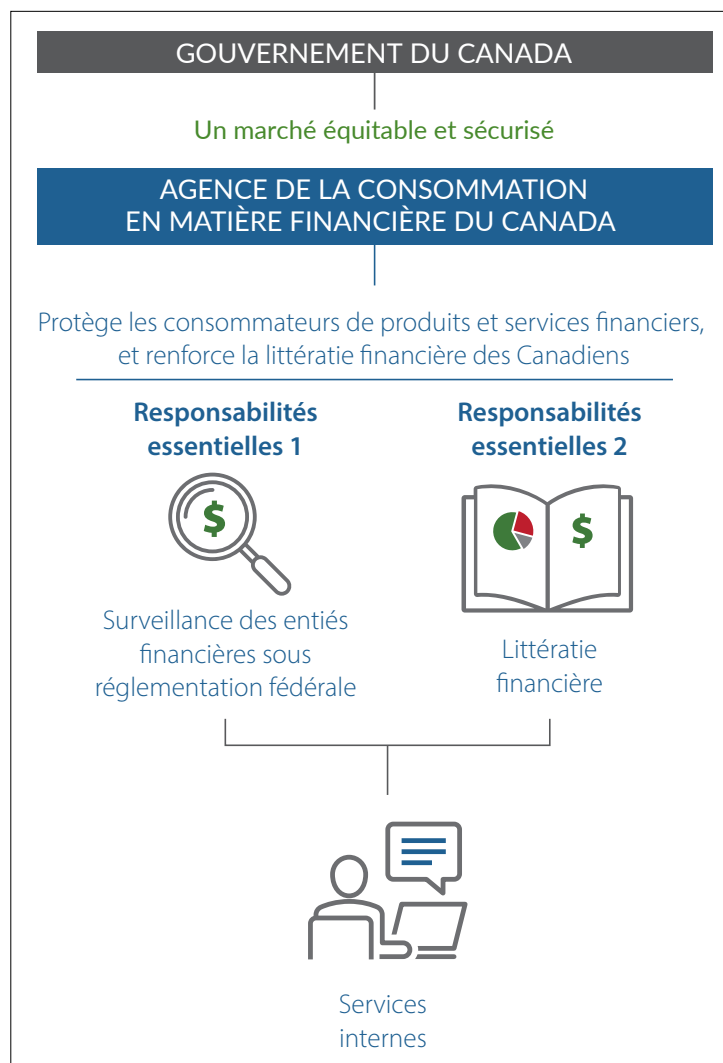 GOUVERNEMENT DU CANADA
Un marché équitable et sécurisé
AGENCE DE LA CONSOMMATION
EN MATIÈRE FINANCIÈRE DU CANADA
Protège les consommateurs de produits et services financiers,
et renforce la littératie financière des Canadiens
Responsabilités
essentielles 1
$
Surveillance des entiés
financières sous
réglementation fédérale
Responsabilités
essentielles 2
$
Littératie
financière
Services
internes